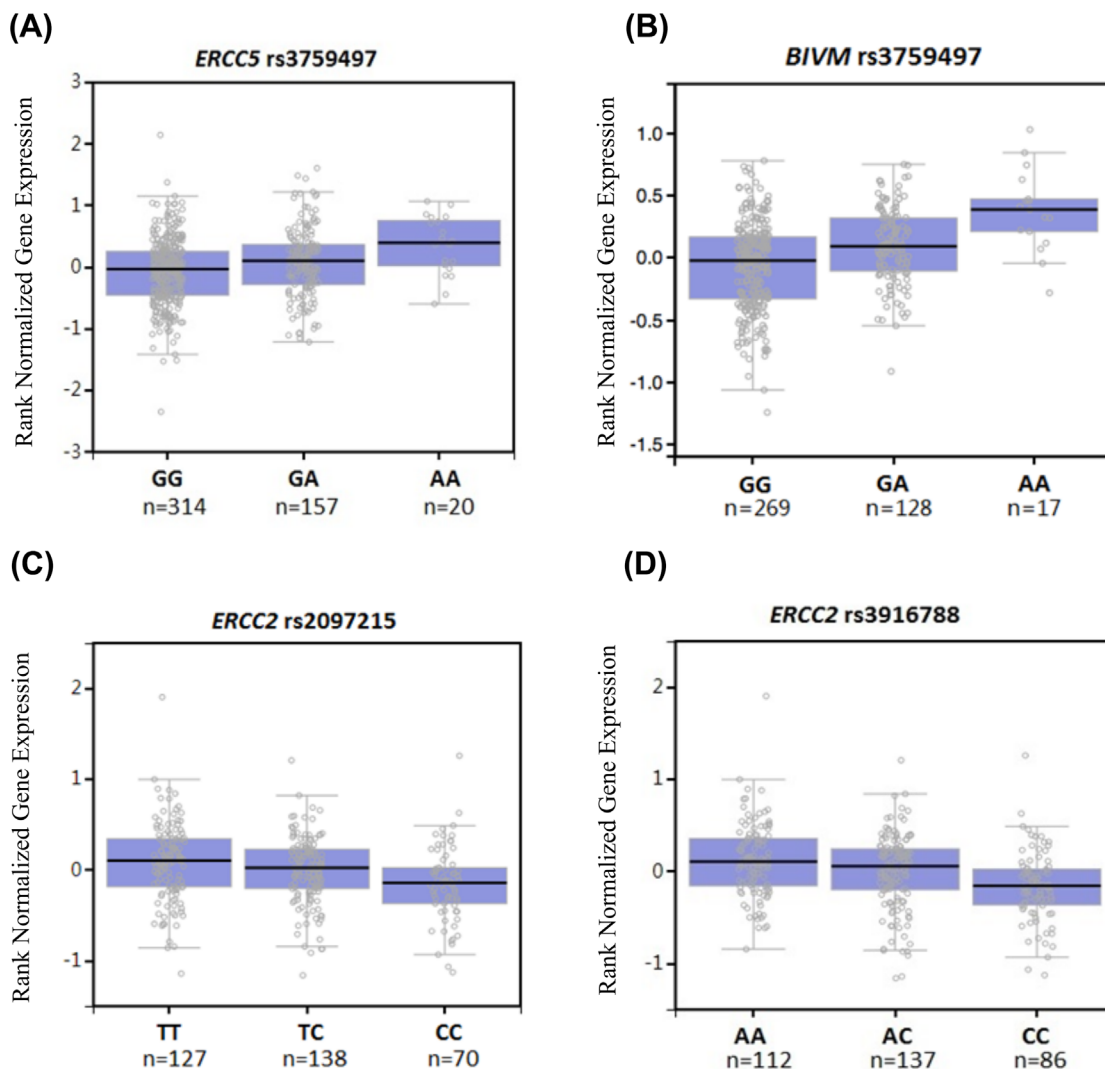 (A)
ERCC5 rs3759497
Rank Normalized Gene Expression
3
2
1
0
-1
-2
-3
GG GA AA
n=314 n=157 n=20
(B)
BIVM rs3759497
Rank Normalized Gene Expression
1.0
0.5
0.0
-0.5
-1.0
-1.5
GG GA AA
n=269 n=128 n=17
(C)
ERCC2 rs2097215
Rank Normalized Gene Expression
2
1
0
-1
TT TC CC
n=127 n=138 n=70
(D)
ERCC2 rs3916788
Rank Normalized Gene Expression
2
1
0
-1
AA AC CC
n=112 n=137 n=86